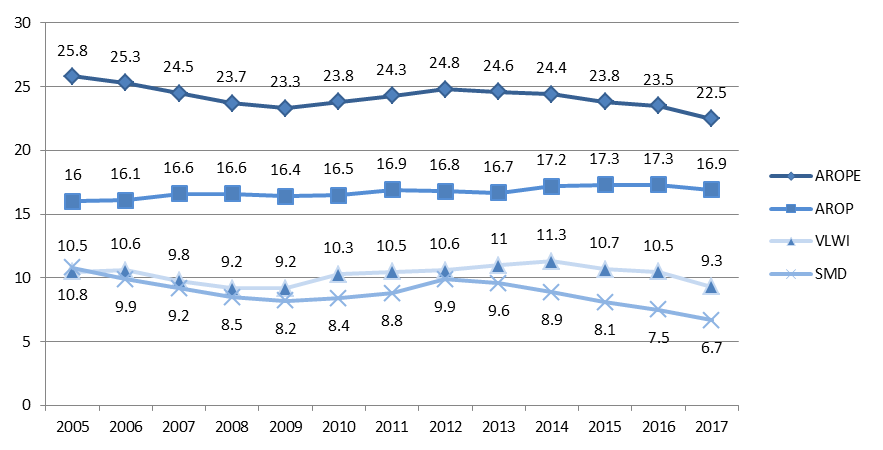 30
25
20
15
10
5
0
25.8 25.3 24.5 23.7 23.3 23.8 24.3 24.8 24.6 24.4 23.8 23.5 22.5
16 16.1 16.6 16.6 16.4 16.5 16.9 16.8 16.7 17.2 17.3 17.3 16.9
10.5 10.6 9.8 9.2 9.2 10.3 10.5 10.6 11 11.3 10.7 10.5 9.3
10.8 9.9 9.2 8.5 8.2 8.4 8.8 9.9 9.6 8.9 8.1 7.5 6.7
2005 2006 2007 2008 2009 2010 2011 2012 2013 2014 2015 2016 2017
AROPE
AROP
VLWI
SMD